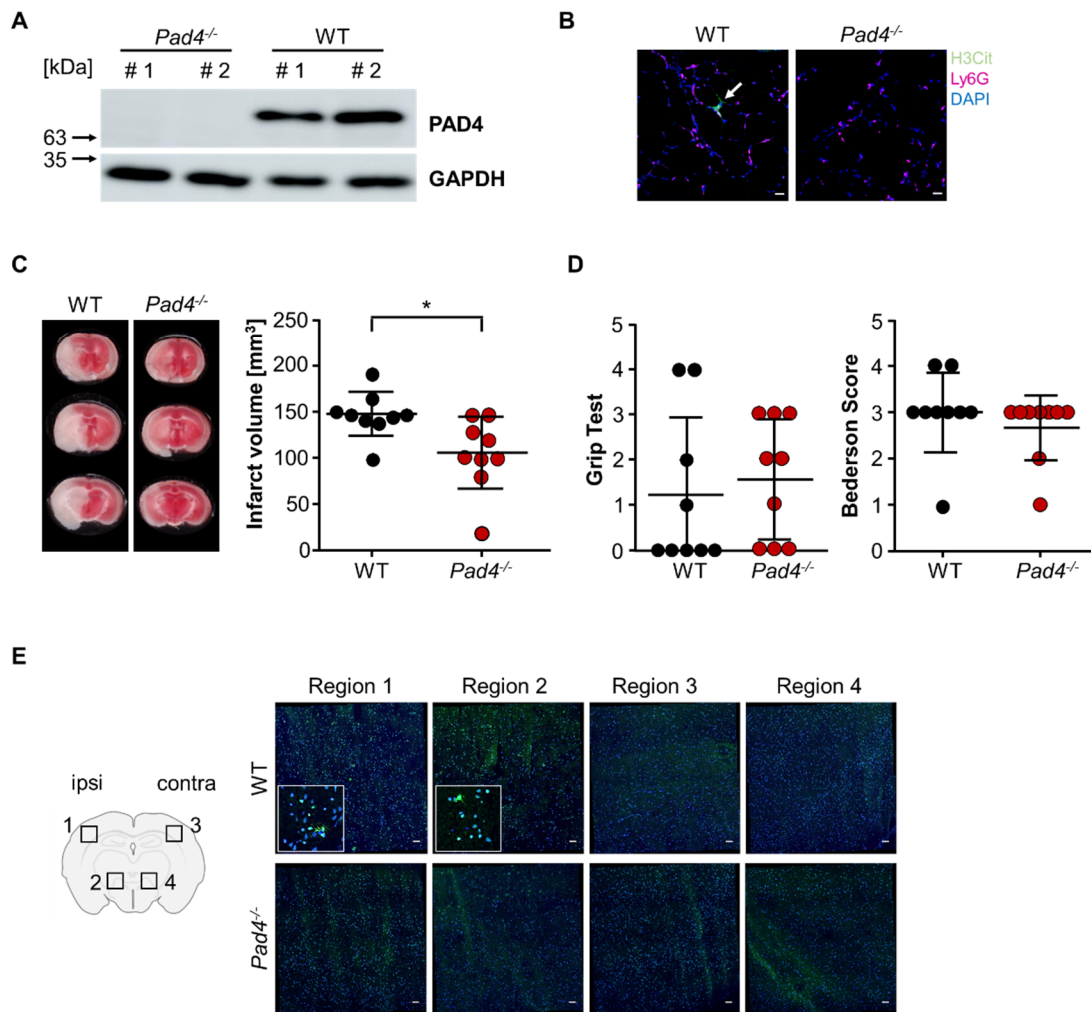 A
Pad4-/- WT
[kDa] # 1 # 2 # 1 # 2
63 PAD4
35
GAPDH
B
WT Pad4-/-
H3Cit
Ly6G
DAPI
C
WT Pad4-/-
*
Infarct volume [mm³]
250
200
150
100
50
0
WT Pad4-/-
D
Grip Test
5
4
3
2
1
0
WT Pad4-/-
Bederson Score
5
4
3
2
1
0
WT Pad4-/-
E
Region 1 Region 2 Region 3 Region 4
ipsi contra
1 3
2 4
WT
Pad4-/-